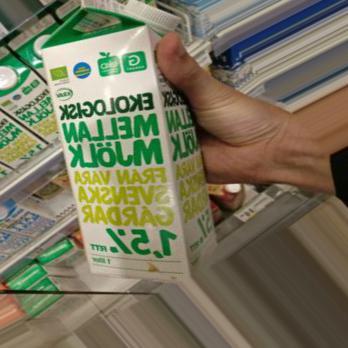 EKOLOGISK
MELLAN
MJÖLK
FRÅN VÅRA
SVENSKA
GÅRDAR
1,5% FETT
1 liter